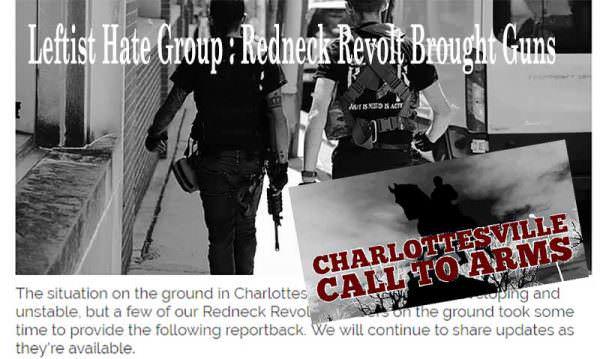 Leftist Hate Group : Redneck Revolt Brought Guns
CHARLOTTESVILLE
CALL TO ARMS
The situation on the ground in Charlottes oping and
unstable, but a few of our Redneck Revol rs on the ground took some
time to provide the following reportback. We will continue to share updates as
they're available.